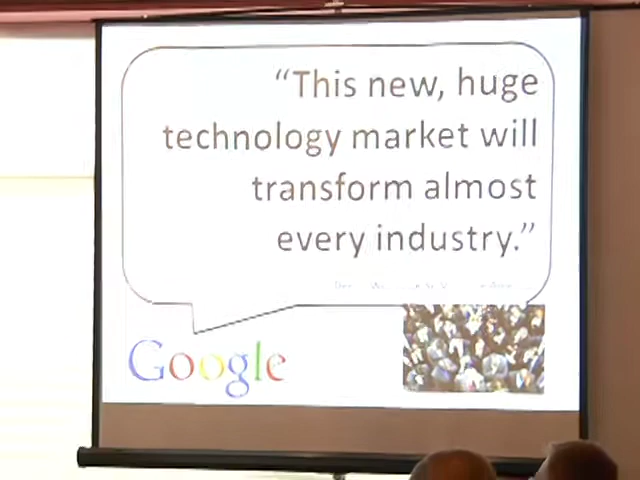 “This new, huge
technology market will
transform almost
every industry.”
Google